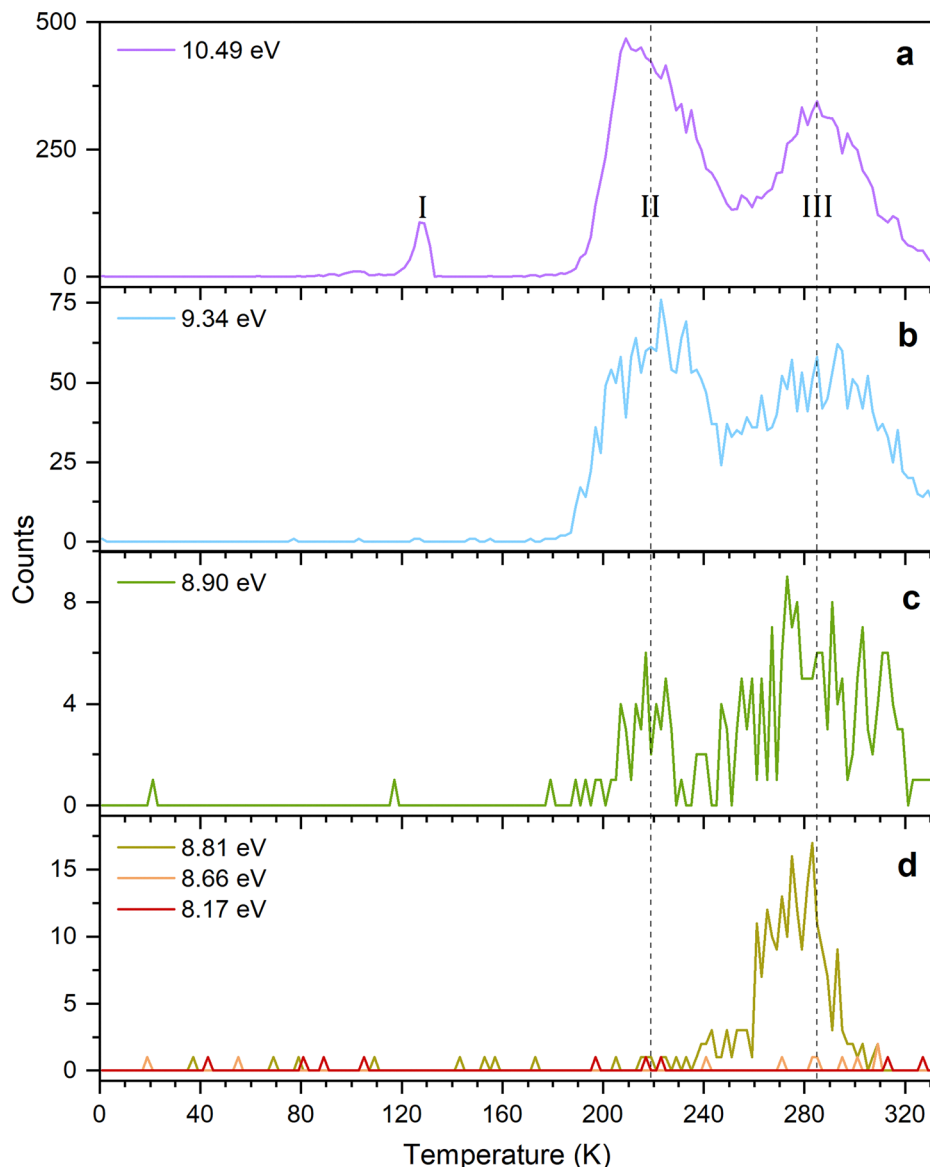 500
10.49 eV
a
250
I
II
III
0
75
9.34 eV
b
50
25
0
Counts
8.90 eV
c
8
4
0
8.81 eV
8.66 eV
8.17 eV
d
15
10
5
0
0 40 80 120 160 200 240 280 320
Temperature (K)